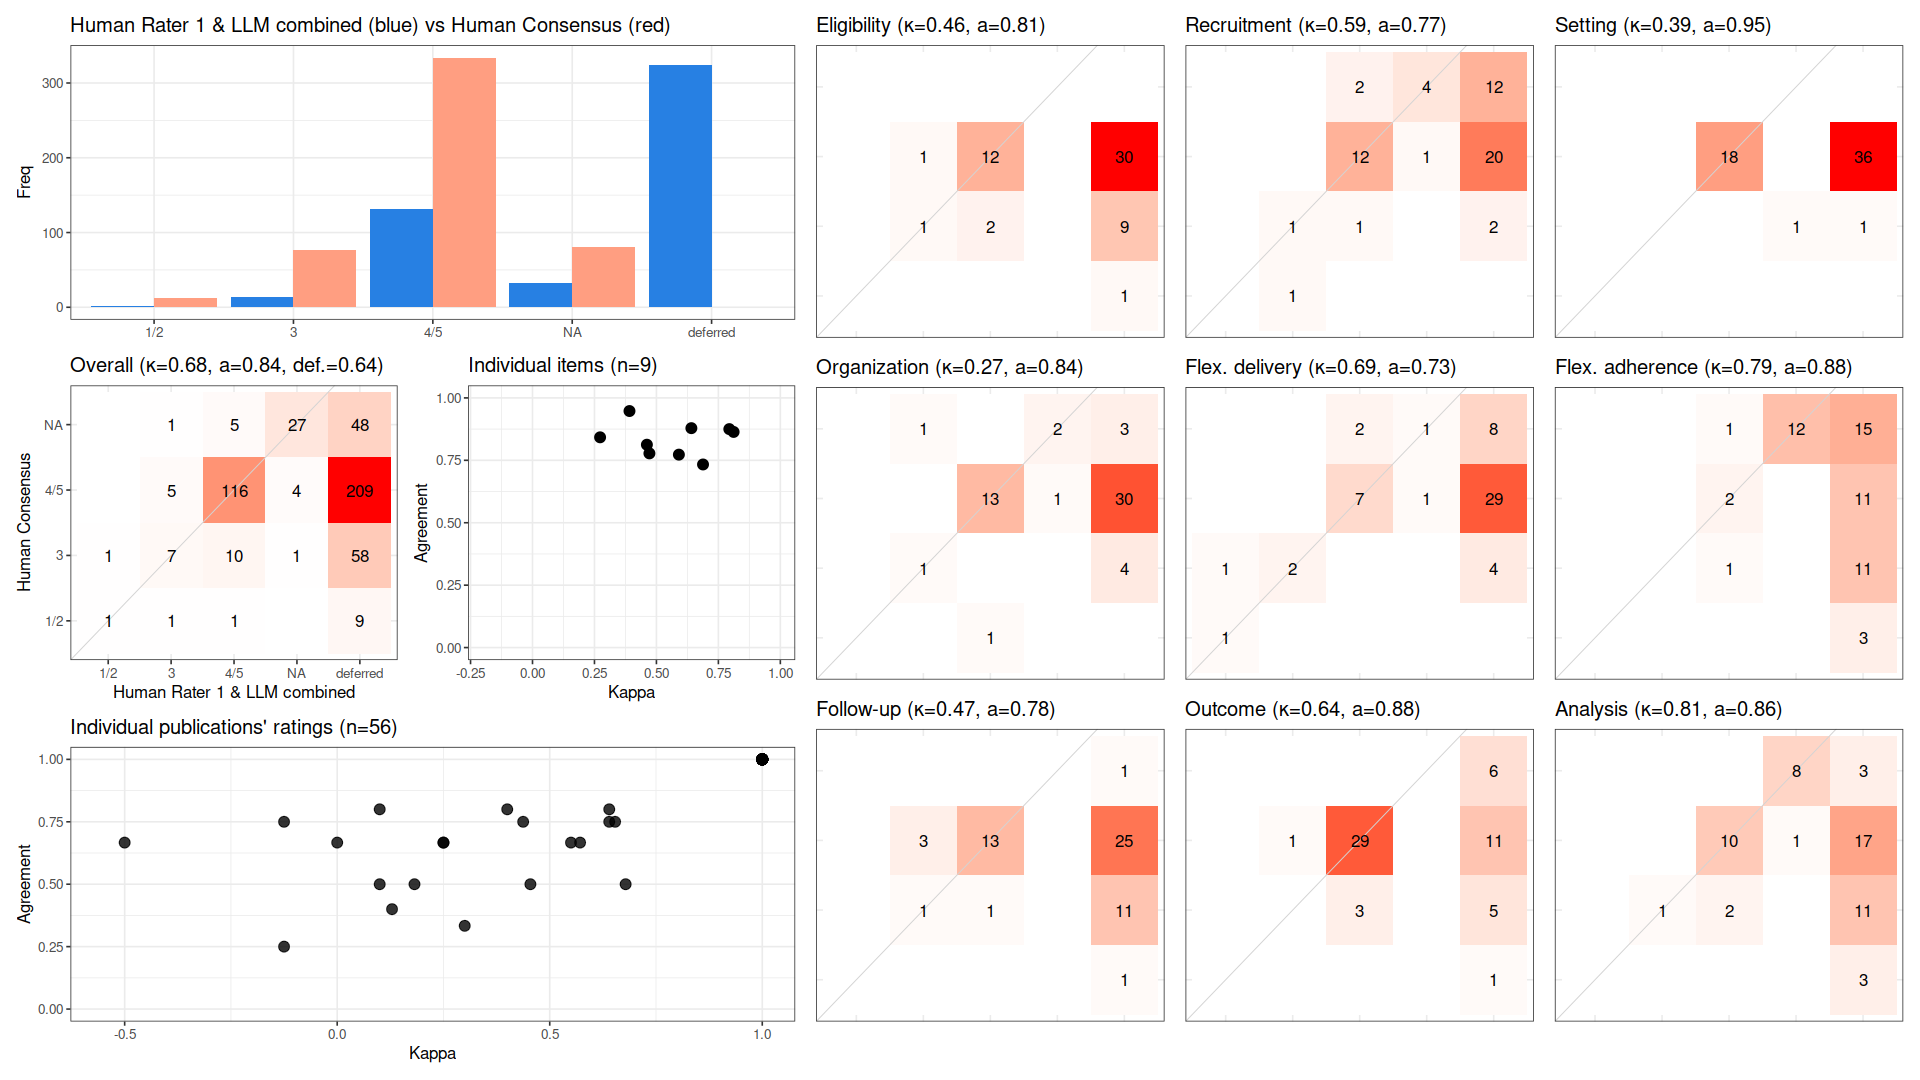 Human Rater 1 & LLM combined (blue) vs Human Consensus (red)
Freq
300
200
100
0
1/2 3 4/5 NA deferred
Overall (κ=0.68, a=0.84, def.=0.64)
Human Consensus
NA 1 5 27 48
4/5 5 116 4 209
3 1 7 10 1 58
1/2 1 1 1 9
1/2 3 4/5 NA deferred
Human Rater 1 & LLM combined
Individual items (n=9)
Agreement
1.00
0.75
0.50
0.25
0.00
-0.25 0.00 0.25 0.50 0.75 1.00
Kappa
Individual publications' ratings (n=56)
Agreement
1.00
0.75
0.50
0.25
0.00
-0.5 0.0 0.5 1.0
Kappa
Eligibility (κ=0.46, a=0.81)
1 12 30
1 2 9
1
Recruitment (κ=0.59, a=0.77)
2 4 12
12 1 20
1 1 2
1
Setting (κ=0.39, a=0.95)
18 36
1 1
Organization (κ=0.27, a=0.84)
1 2 3
13 1 30
1 4
1
Flex. delivery (κ=0.69, a=0.73)
2 1 8
7 1 29
1 2 4
1
Flex. adherence (κ=0.79, a=0.88)
1 12 15
2 11
1 11
3
Follow-up (κ=0.47, a=0.78)
1
3 13 25
1 1 11
1
Outcome (κ=0.64, a=0.88)
6
1 29 11
3 5
1
Analysis (κ=0.81, a=0.86)
8 3
10 1 17
1 2 11
3